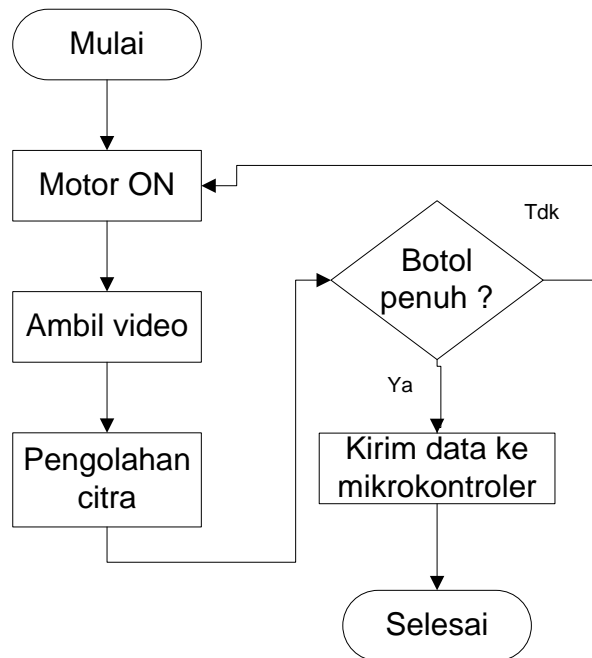 Mulai
Motor ON
Ambil video
Pengolahan
citra
Botol
penuh ?
Tdk
Ya
Kirim data ke
mikrokontroler
Selesai